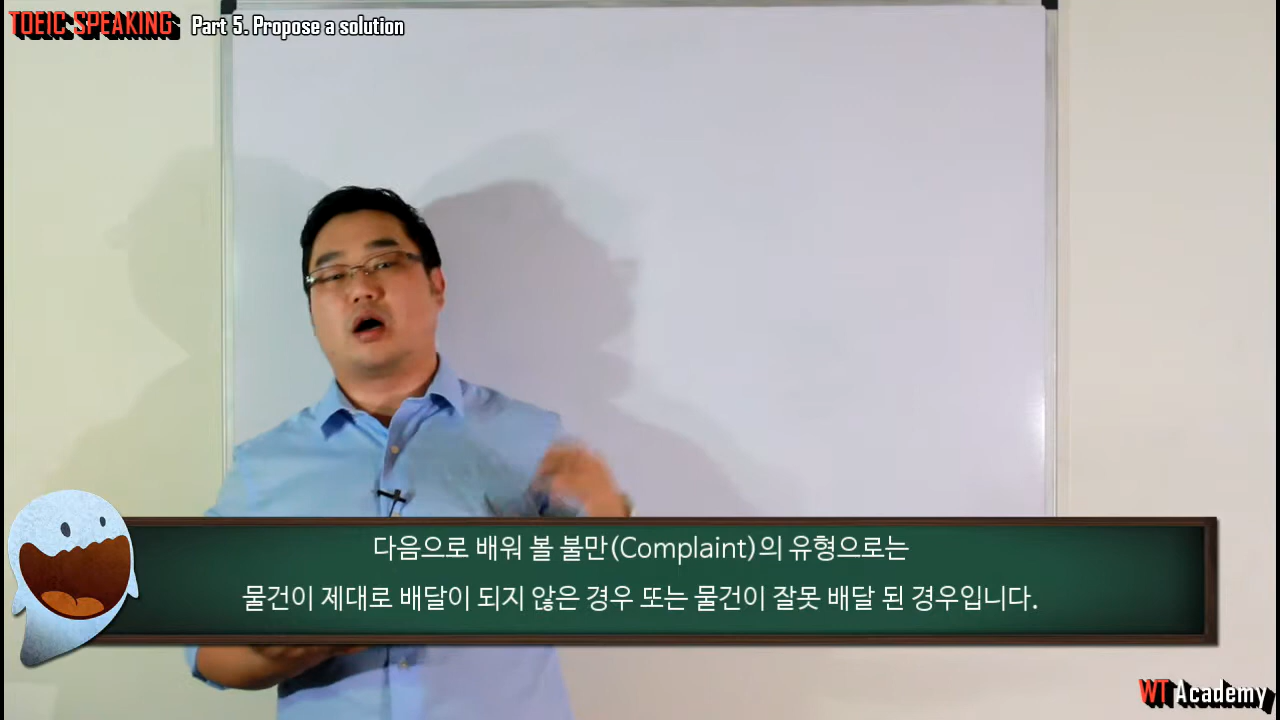 TOEIC SPEAKING Part 5. Propose a solution
다음으로 배워 볼 불만(Complaint)의 유형으로는
물건이 제대로 배달이 되지 않은 경우 또는 물건이 잘못 배달 된 경우입니다.
WT Academy